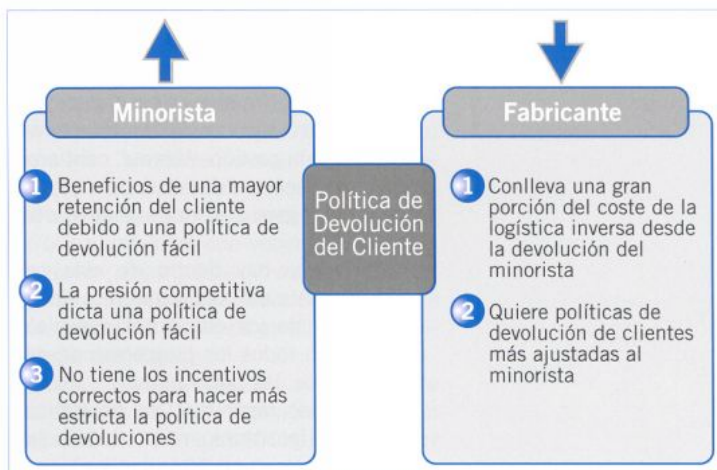 Minorista
1 Beneficios de una mayor
retención del cliente
debido a una política de
devolución fácil
2 La presión competitiva
dicta una política de
devolución fácil
3 No tiene los incentivos
correctos para hacer más
estricta la política de
devoluciones
Política de
Devolución
del Cliente
Fabricante
1 Conlleva una gran
porción del coste de la
logística inversa desde
la devolución del
minorista
2 Quiere políticas de
devolución de clientes
más ajustadas al
minorista